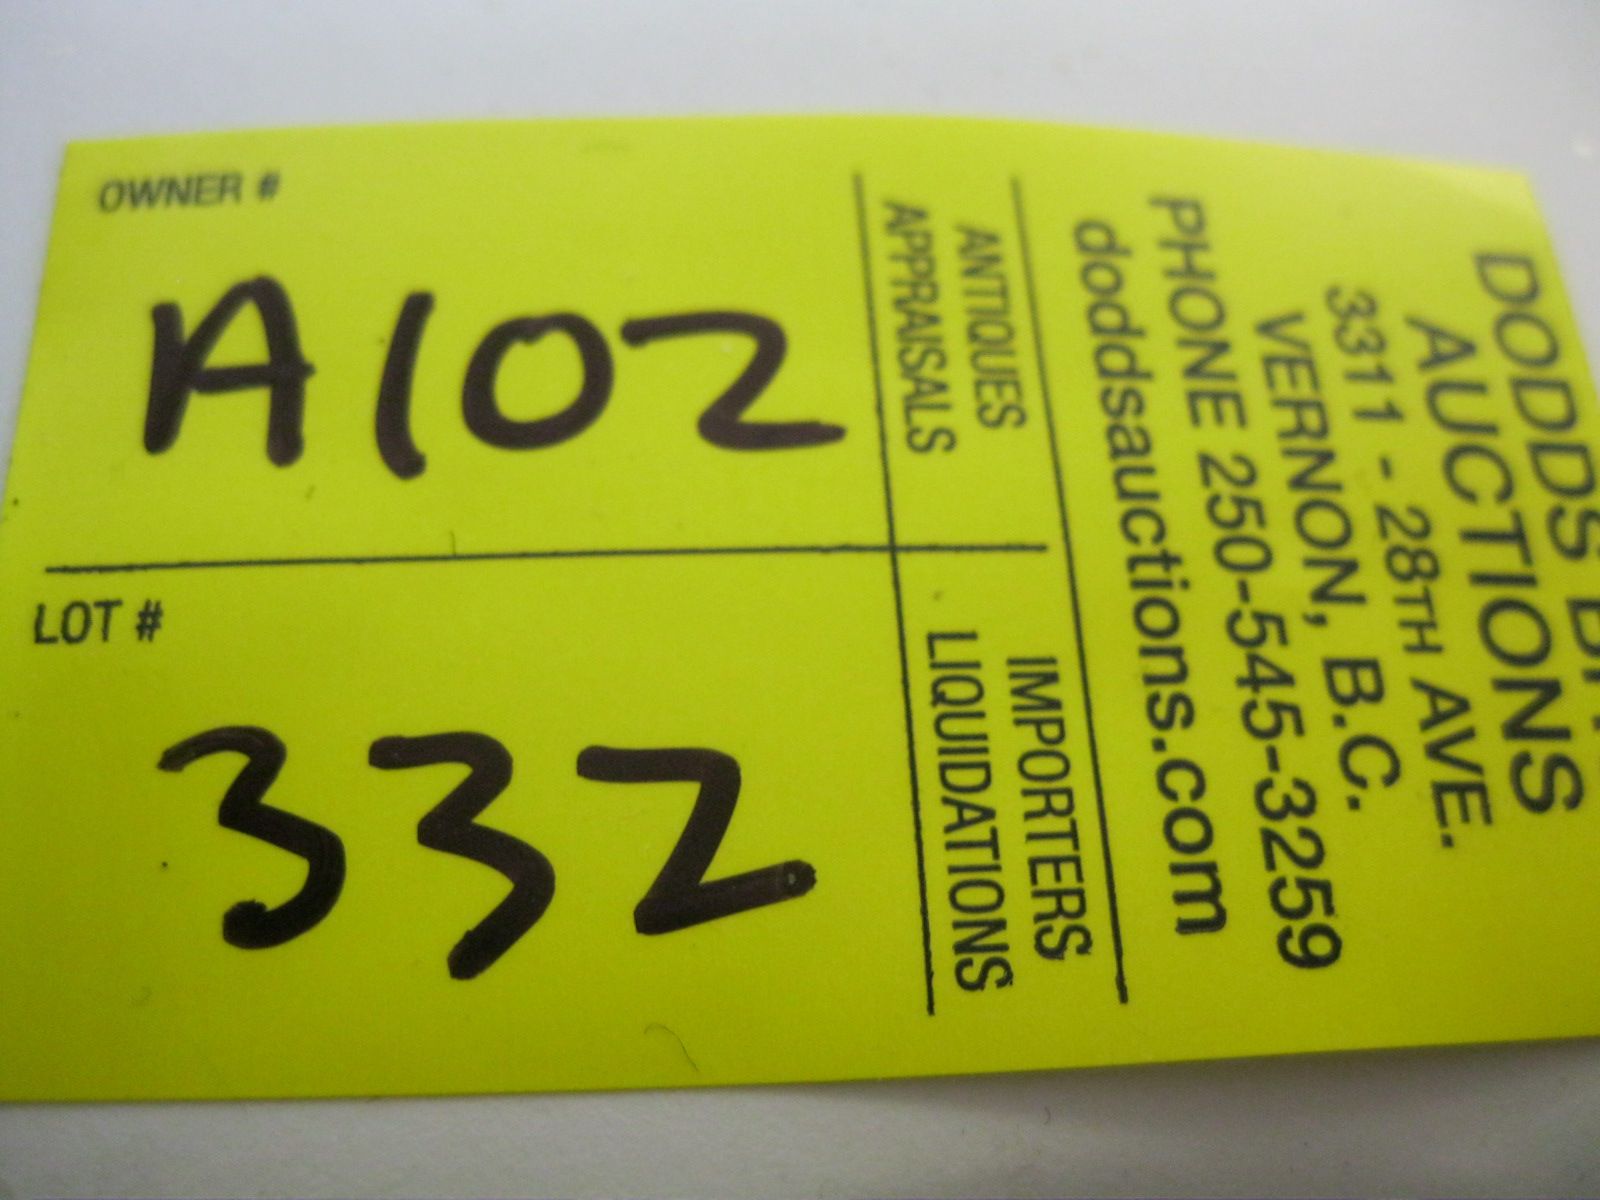 OWNER #
A102
LOT #
332
DODDS
AUCTIONS
3311 - 28TH AVE.
VERNON, B.C.
PHONE 250-545-3259
doddsauctions.com
ANTIQUES IMPORTERS
APPRAISALS LIQUIDATIONS